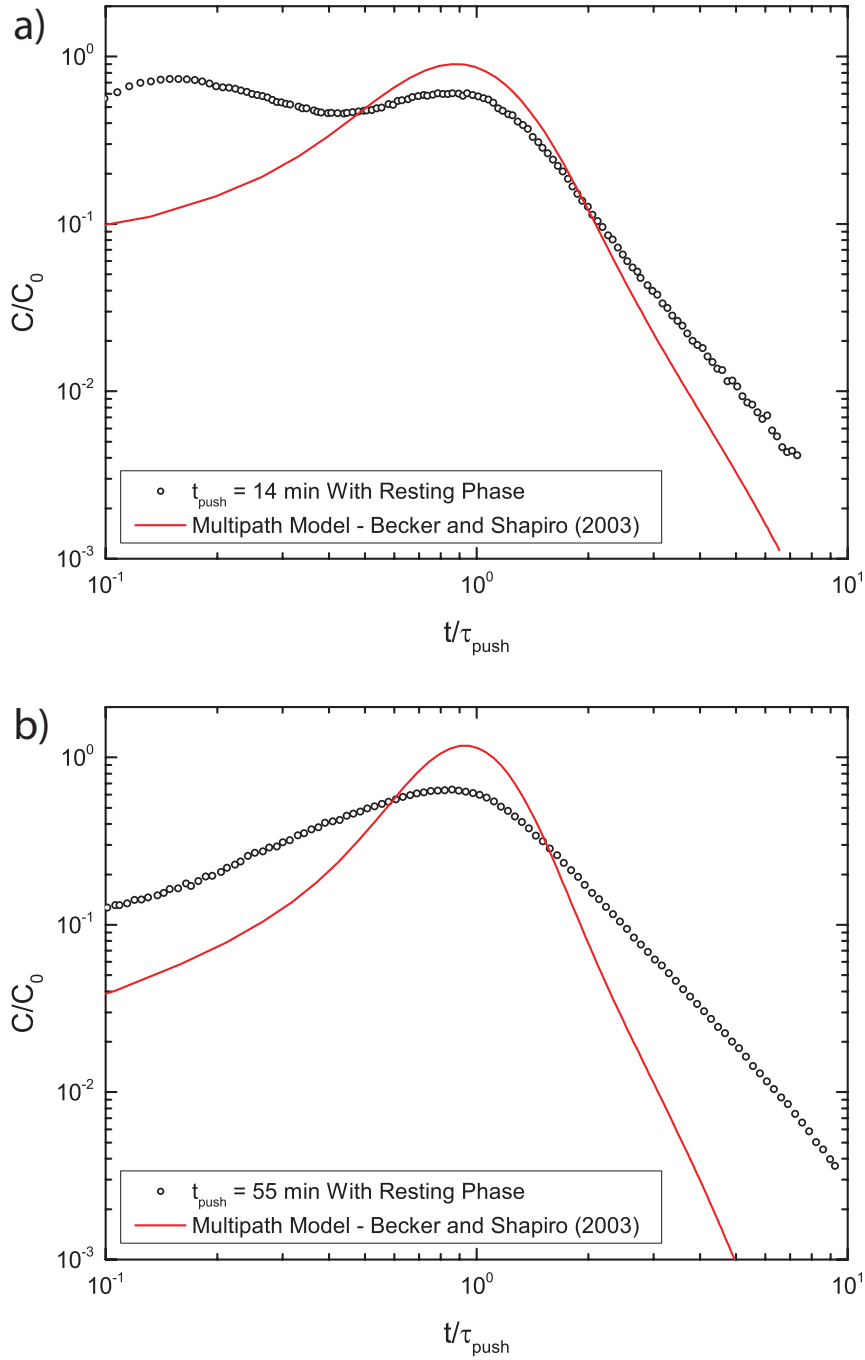 a)
10⁰
10⁻¹
10⁻²
10⁻³
C/C₀
t_push = 14 min With Resting Phase
Multipath Model - Becker and Shapiro (2003)
10⁻¹ 10⁰ 10¹
t/τ_push
b)
10⁰
10⁻¹
10⁻²
10⁻³
C/C₀
t_push = 55 min With Resting Phase
Multipath Model - Becker and Shapiro (2003)
10⁻¹ 10⁰ 10¹
t/τ_push